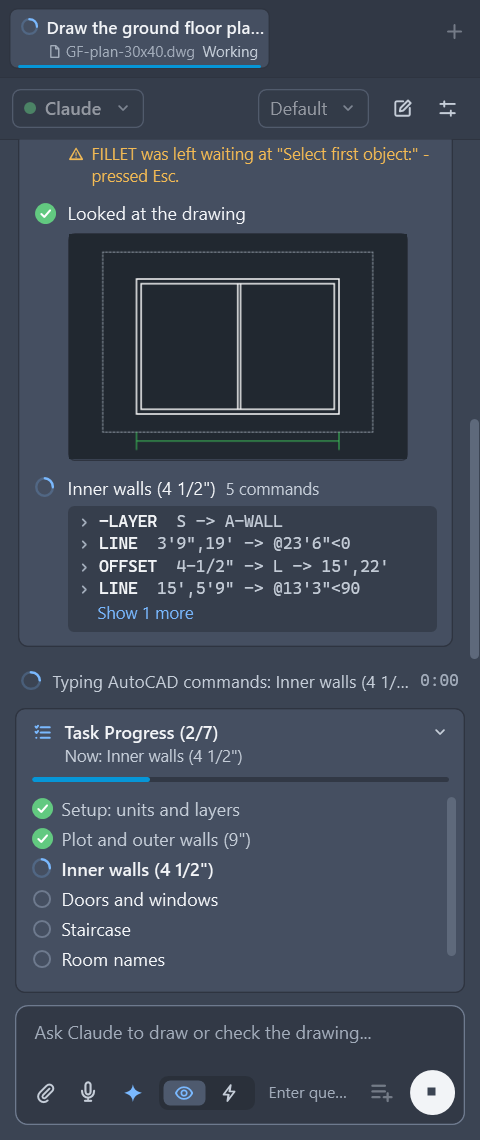 Draw the ground floor pla...
GF-plan-30x40.dwg Working
Claude
Default
FILLET was left waiting at "Select first object:" -
pressed Esc.
Looked at the drawing
Inner walls (4 1/2") 5 commands
-LAYER S -> A-WALL
LINE 3'9",19' -> @23'6"<0
OFFSET 4-1/2" -> L -> 15',22'
LINE 15',5'9" -> @13'3"<90
Show 1 more
Typing AutoCAD commands: Inner walls (4 1/... 0:00
Task Progress (2/7)
Now: Inner walls (4 1/2")
Setup: units and layers
Plot and outer walls (9")
Inner walls (4 1/2")
Doors and windows
Staircase
Room names
Ask Claude to draw or check the drawing...
Enter que...